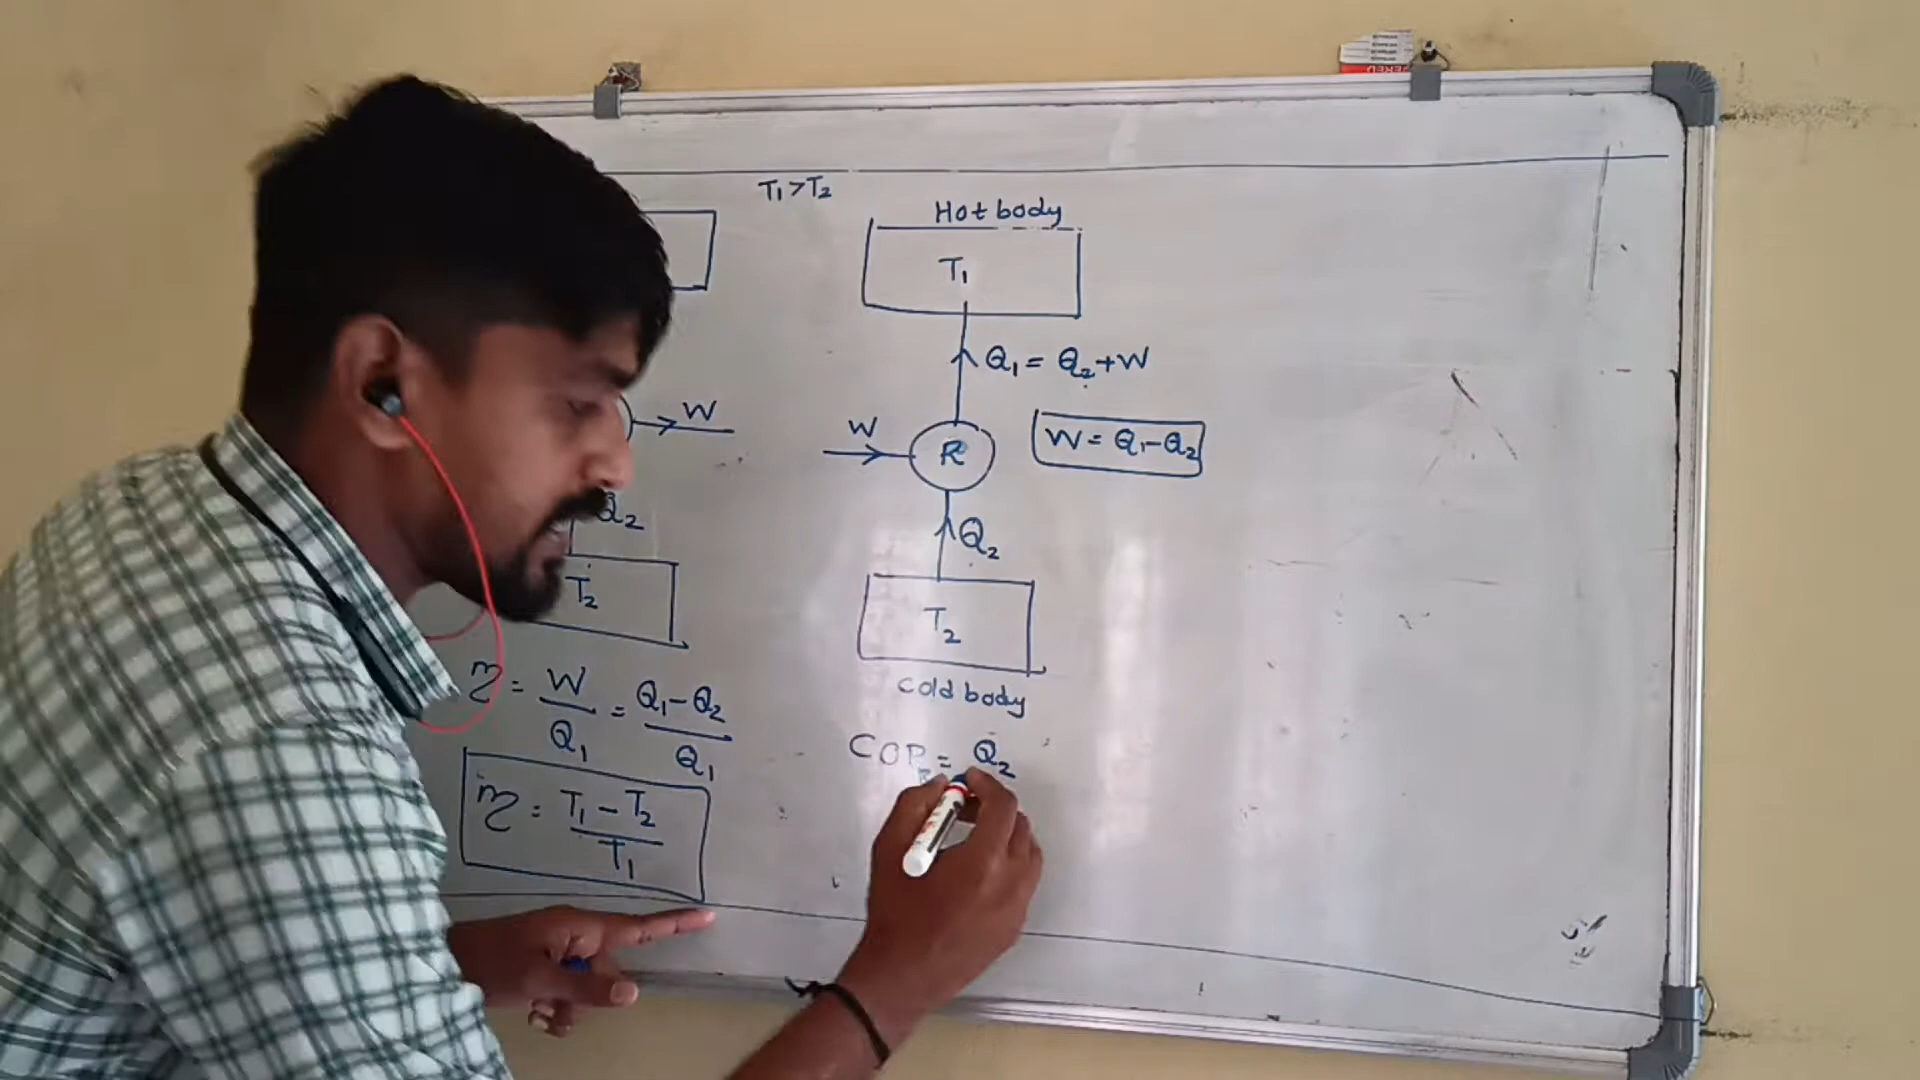 T₁ > T₂
Hot body
T₁
Q₁ = Q₂ + W
W
W
R
W = Q₁ - Q₂
Q₂
Q₂
T₂
T₂
Cold body
η = W/Q₁ = Q₁ - Q₂/Q₁
COP_R = Q₂
η = T₁ - T₂/T₁